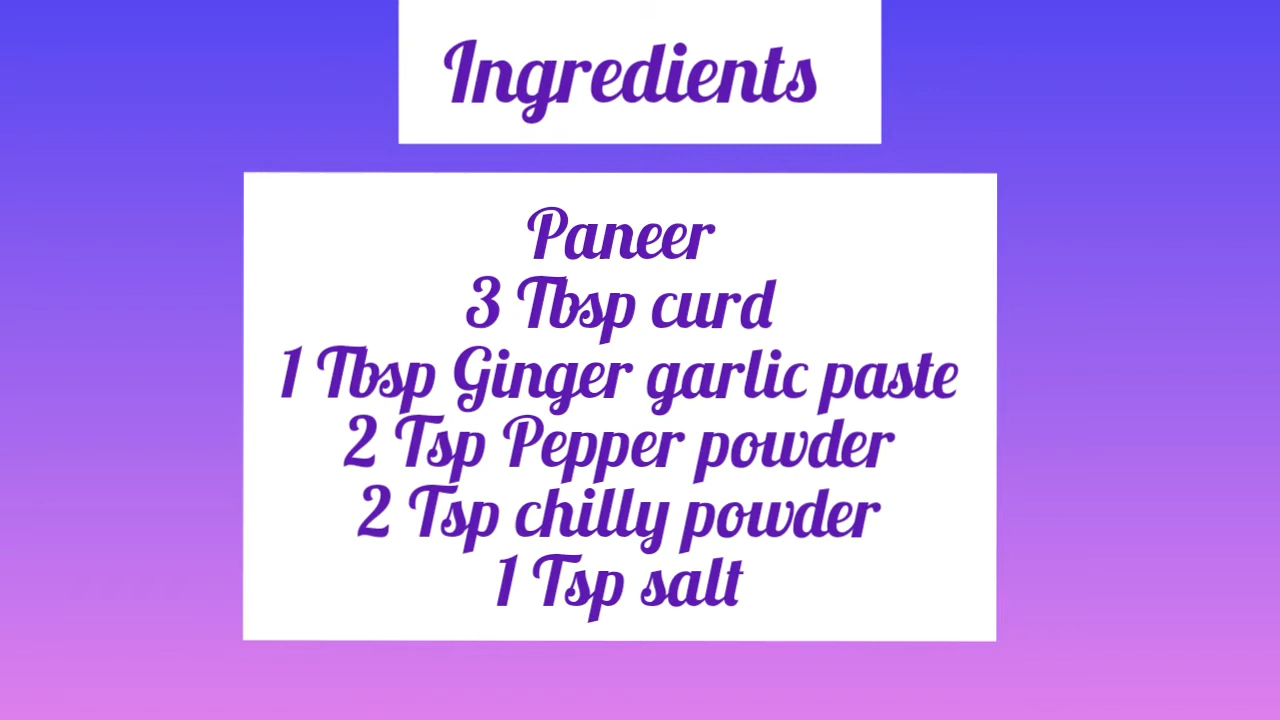 Ingredients
Paneer
3 Tbsp curd
1 Tbsp Ginger garlic paste
2 Tsp Pepper powder
2 Tsp chilly powder
1 Tsp salt